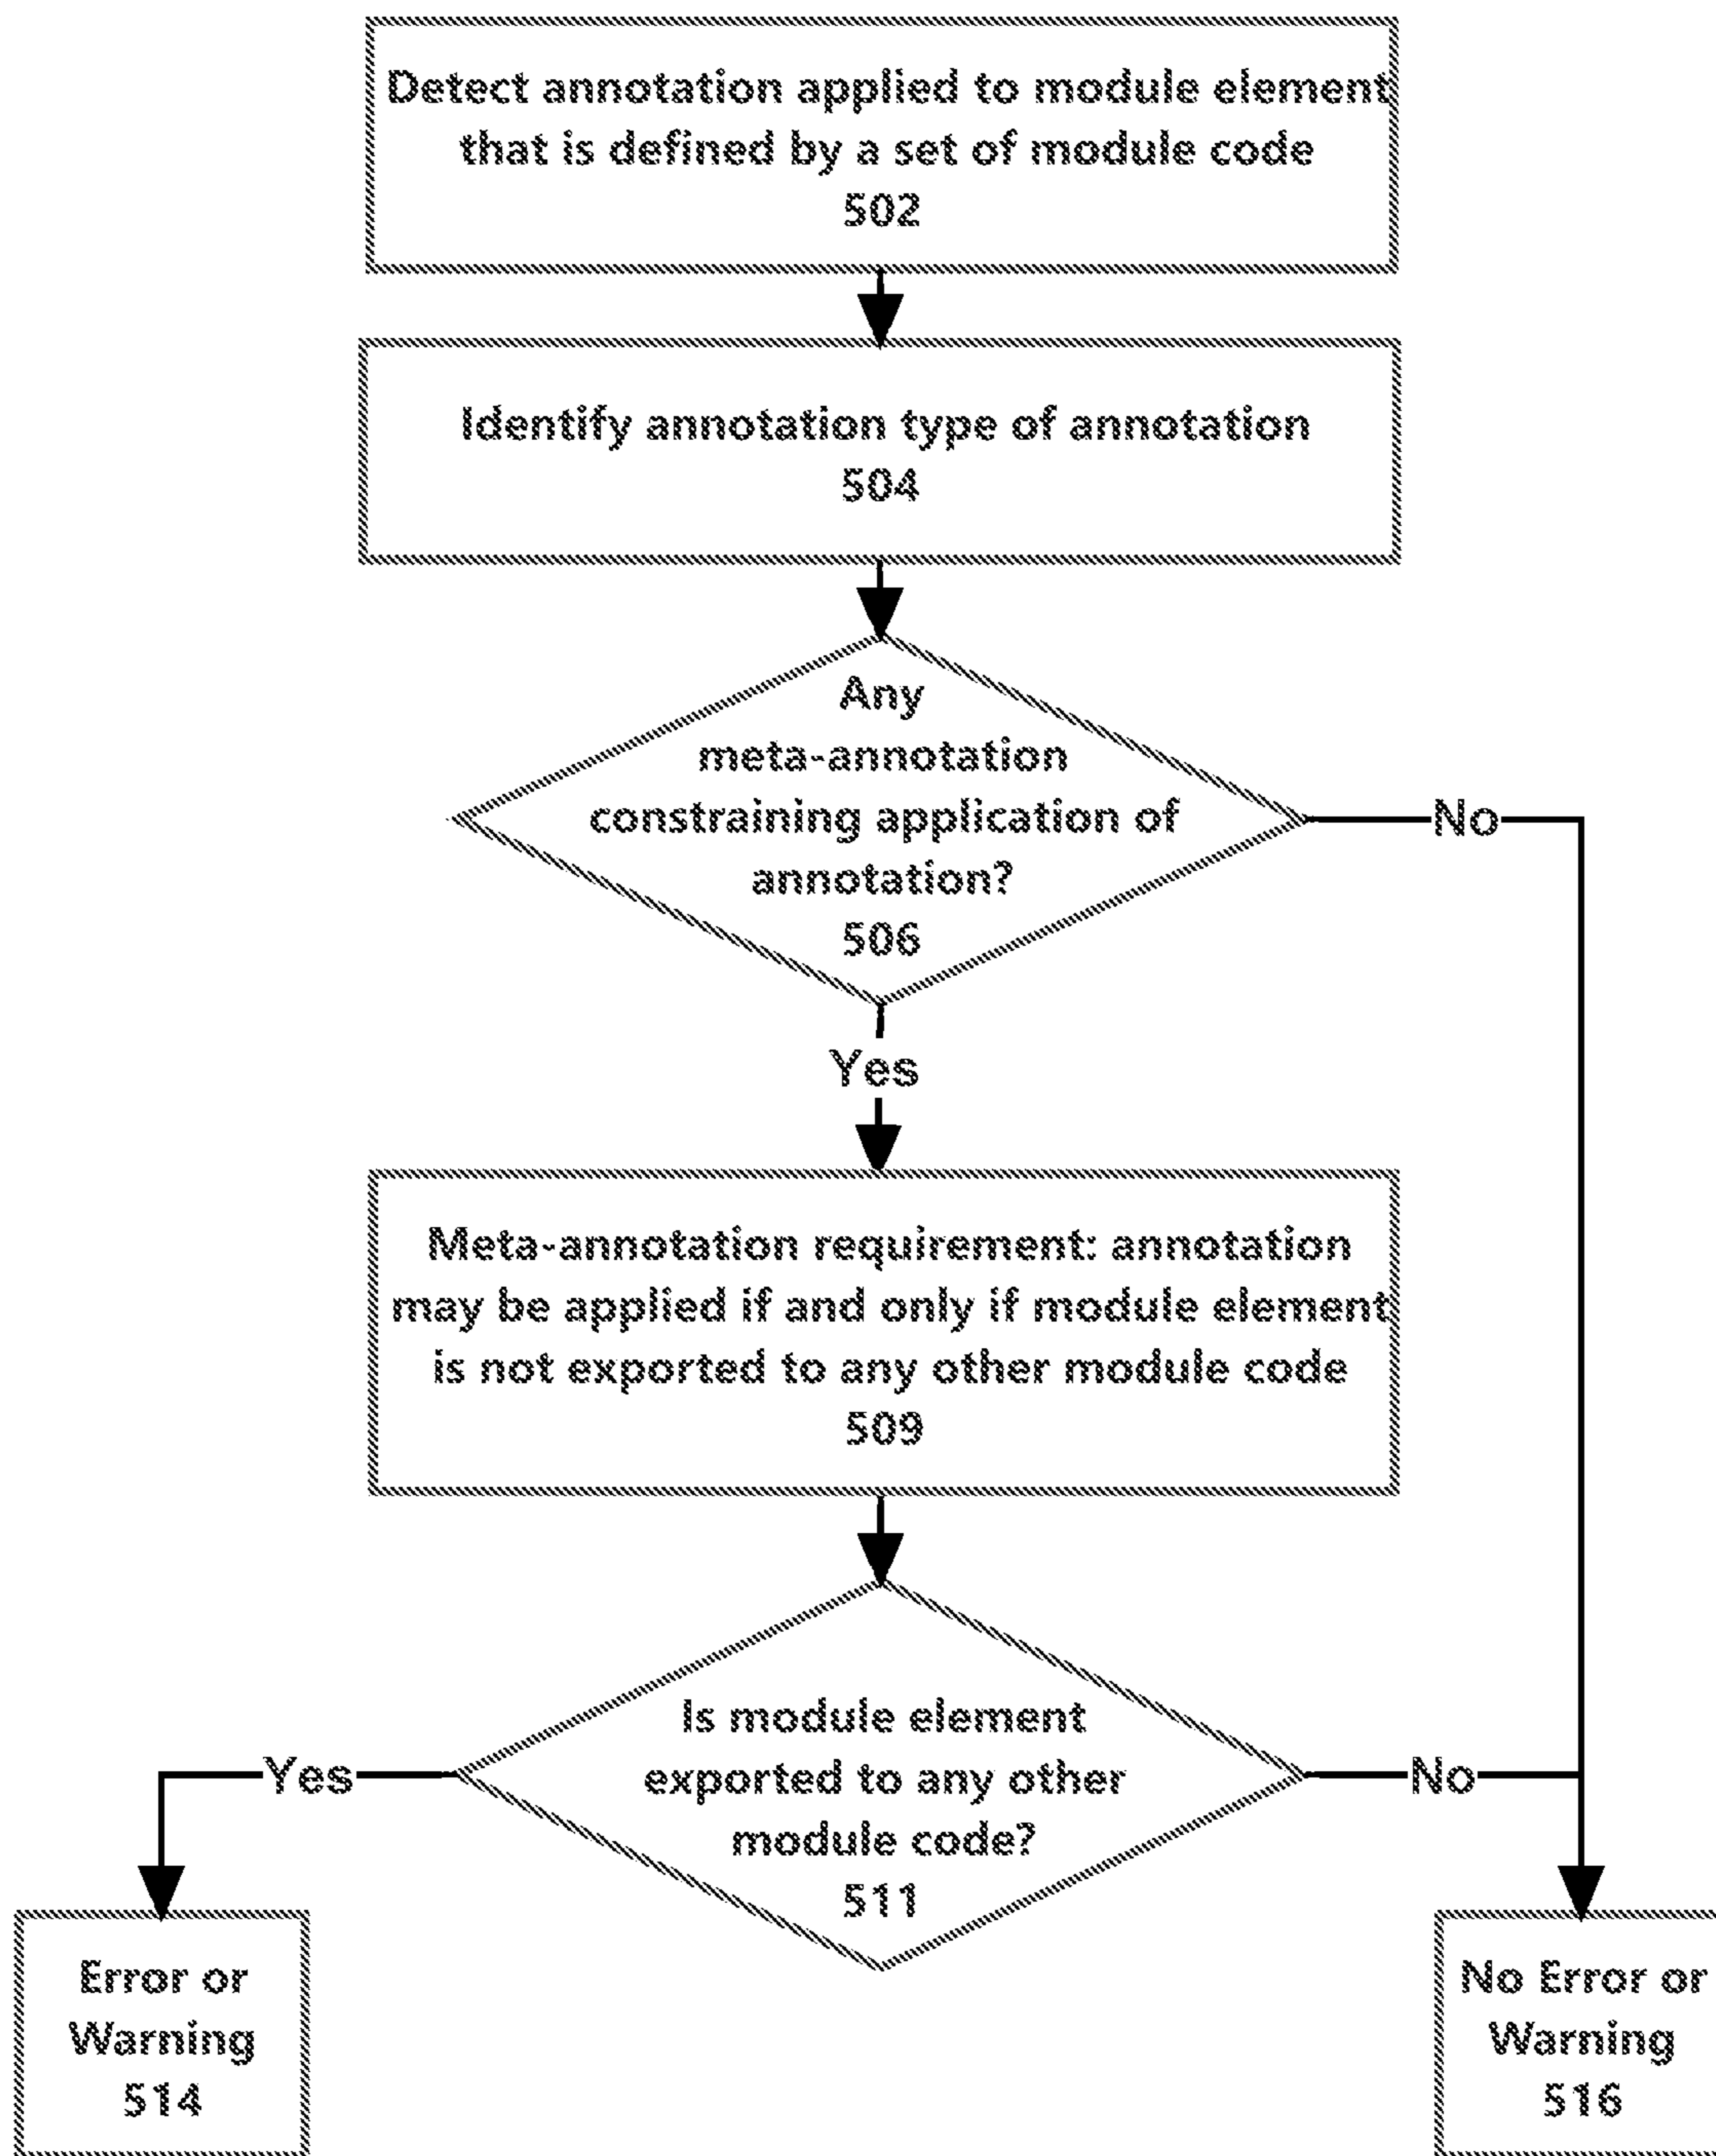 Detect annotation applied to module element
that is defined by a set of module code
502
Identify annotation type of annotation
504
Any
meta-annotation
constraining application of
annotation?
506
No
Yes
Meta-annotation requirement: annotation
may be applied if and only if module element
is not exported to any other module code
509
Is module element
exported to any other
module code?
511
Yes
No
Error or
Warning
514
No Error or
Warning
516